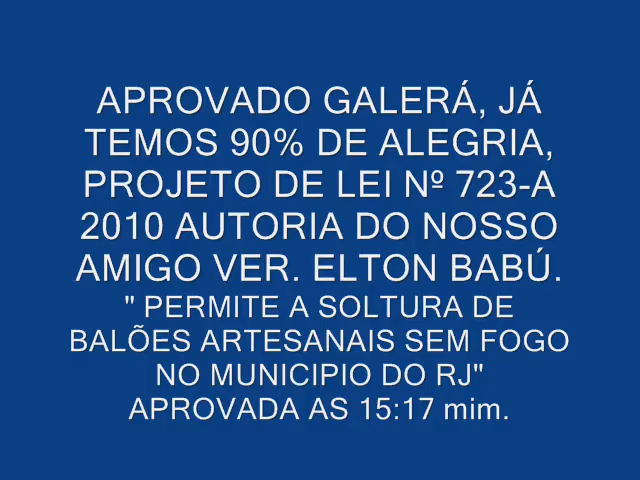 APROVADO GALERÁ, JÁ
TEMOS 90% DE ALEGRIA,
PROJETO DE LEI Nº 723-A
2010 AUTORIA DO NOSSO
AMIGO VER. ELTON BABÚ.
" PERMITE A SOLTURA DE
BALÕES ARTESANAIS SEM FOGO
NO MUNICIPIO DO RJ"
APROVADA AS 15:17 mim.